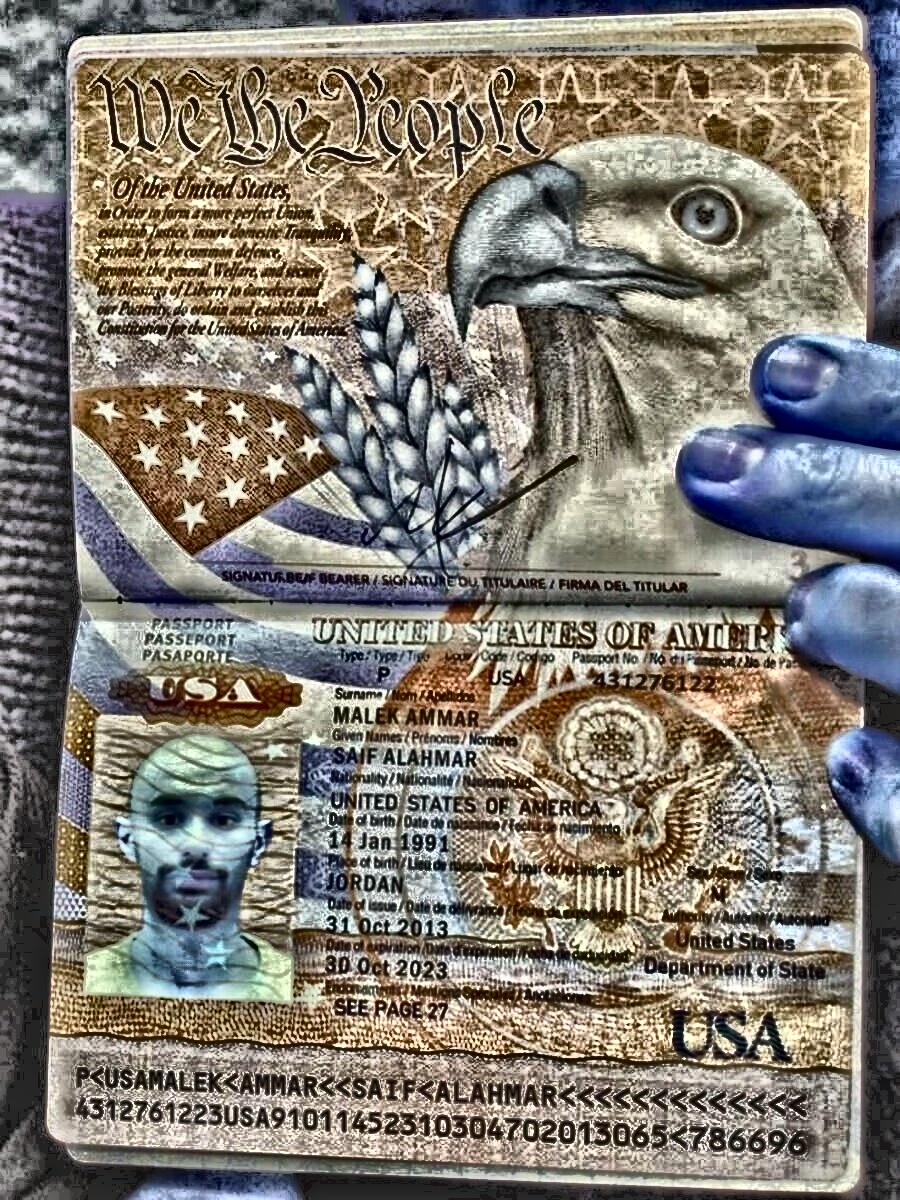 We the People
Of the United States,
in Order to form a more perfect Union,
establish Justice, insure domestic Tranquility,
provide for the common defence,
promote the general Welfare, and secure
the Blessings of Liberty to Ourselves and
our Posterity, do ordain and establish this
Constitution for the United States of America.
3
SIGNATURE OF BEARER / SIGNATURE DU TITULAIRE / FIRMA DEL TITULAR
PASSPORT
PASSEPORT
PASAPORTE
UNITED STATES OF AMERI
USA
Type / Type / Tipo Code / Code / Codigo Passport No. / No. du Passeport / No. de
P USA 431276122
Surname / Nom / Apellidos
MALEK AMMAR
Given Names / Prénoms / Nombres
SAIF ALAHMAR
Nationality / Nationalité / Nacionalidad
UNITED STATES OF AMERICA
Date of birth / Date de naissance / Fecha de nacimiento
14 Jan 1991
Place of birth / Lieu de naissance / Lugar de nacimiento Sex / Sexe / Sexo
JORDAN M
Date of issue / Date de délivrance / Fecha de expedición Authority / Autorité / Autoridad
31 Oct 2013 United States
Date of expiration / Date d'expiration / Fecha de caducidad Department of State
30 Oct 2023
Endorsements / Mentions Spéciales / Anotaciones
SEE PAGE 27
USA
P<USAMALEK<AMMAR<<SAIF<ALAHMAR<<<<<<<<<<<<<
4312761223USA91011452310304702013065<786696